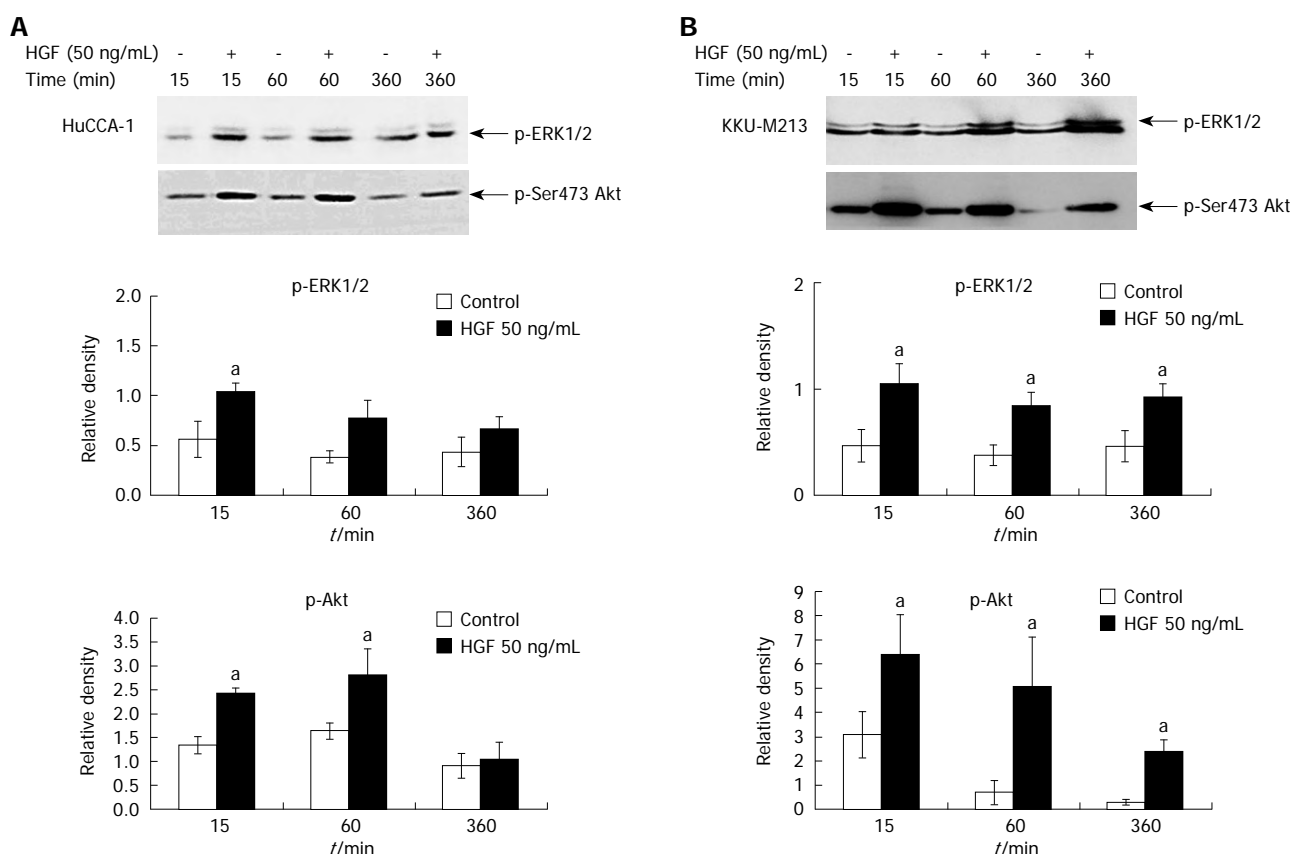 A
HGF (50 ng/mL) - + - + - +
Time (min) 15 15 60 60 360 360
HuCCA-1
p-ERK1/2
p-Ser473 Akt
p-ERK1/2
Control
HGF 50 ng/mL
Relative density
2.0
1.5
1.0
0.5
0.0
a
15 60 360
t/min
p-Akt
Control
HGF 50 ng/mL
Relative density
4.0
3.5
3.0
2.5
2.0
1.5
1.0
0.5
0.0
a a
15 60 360
t/min
B
HGF (50 ng/mL) - + - + - +
Time (min) 15 15 60 60 360 360
KKU-M213
p-ERK1/2
p-Ser473 Akt
p-ERK1/2
Control
HGF 50 ng/mL
Relative density
2
1
0
a a a
15 60 360
t/min
p-Akt
Control
HGF 50 ng/mL
Relative density
9
8
7
6
5
4
3
2
1
0
a a a
15 60 360
t/min